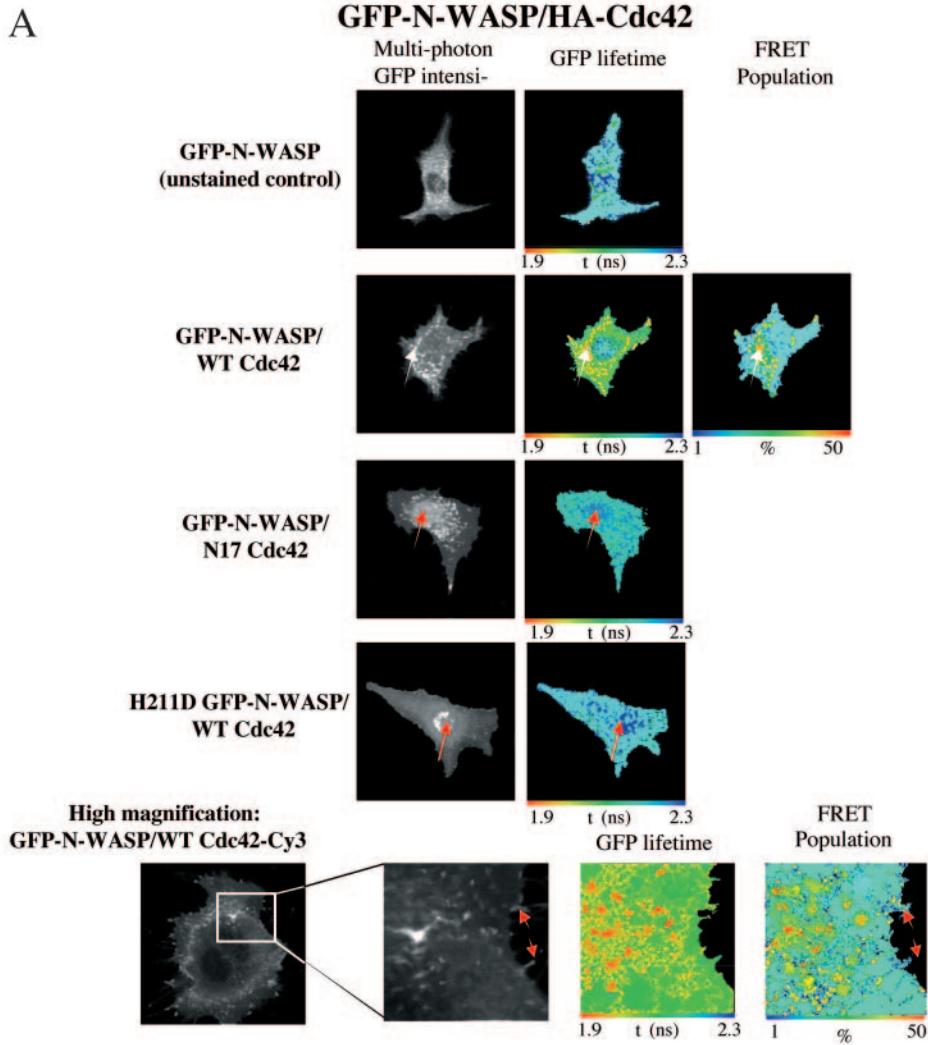 A
GFP-N-WASP/HA-Cdc42
Multi-photon
GFP intensi-
GFP lifetime
FRET
Population
GFP-N-WASP
(unstained control)
1.9 t (ns) 2.3
GFP-N-WASP/
WT Cdc42
1.9 t (ns) 2.3
1 % 50
GFP-N-WASP/
N17 Cdc42
1.9 t (ns) 2.3
H211D GFP-N-WASP/
WT Cdc42
1.9 t (ns) 2.3
High magnification:
GFP-N-WASP/WT Cdc42-Cy3
GFP lifetime
FRET
Population
1.9 t (ns) 2.3
1 % 50